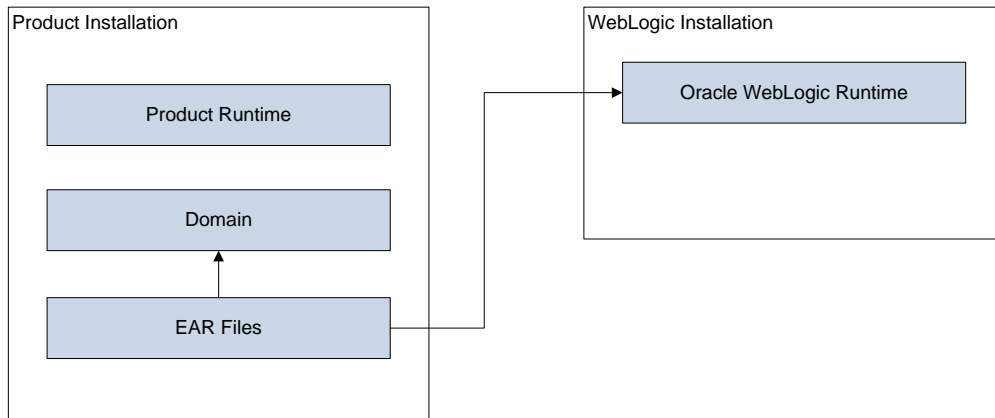 Product Installation
Product Runtime
Domain
EAR Files
WebLogic Installation
Oracle WebLogic Runtime